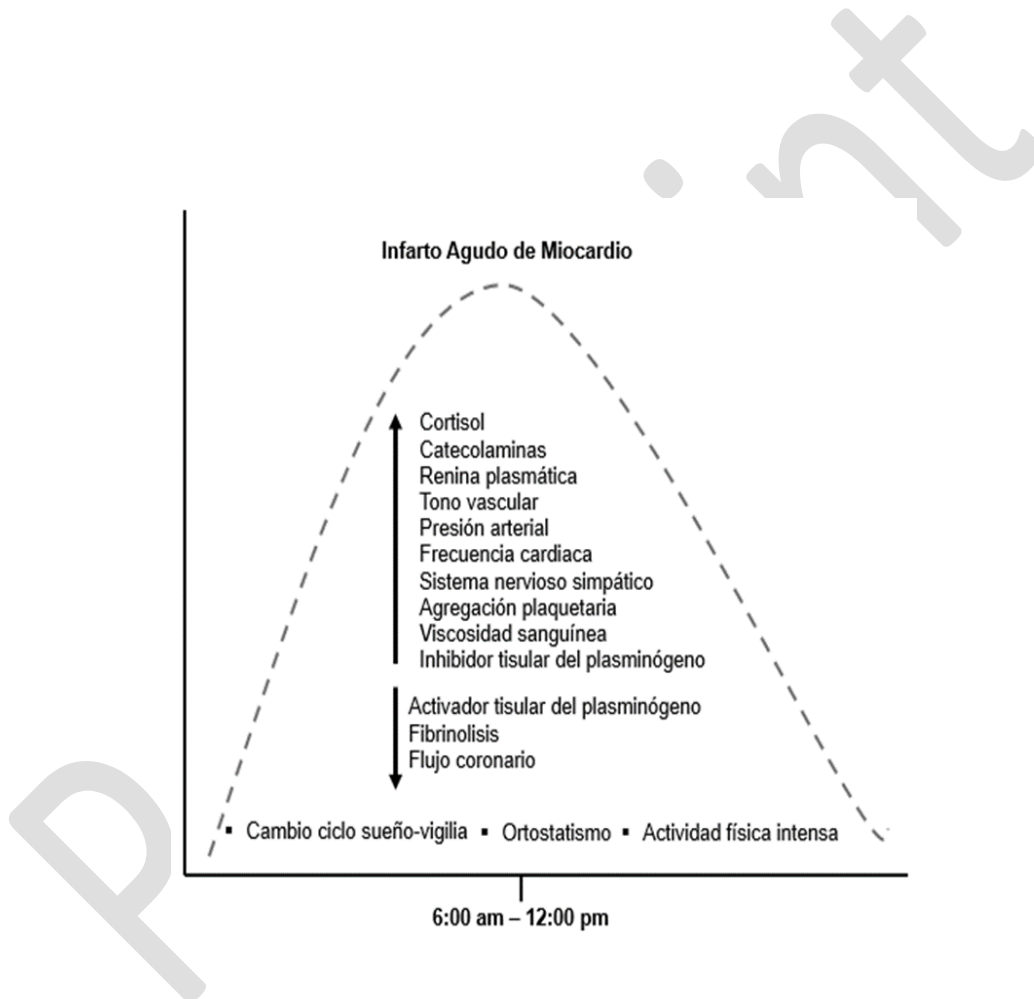 Infarto Agudo de Miocardio
Cortisol
Catecolaminas
Renina plasmática
Tono vascular
Presión arterial
Frecuencia cardiaca
Sistema nervioso simpático
Agregación plaquetaria
Viscosidad sanguínea
Inhibidor tisular del plasminógeno
Activador tisular del plasminógeno
Fibrinolisis
Flujo coronario
▪ Cambio ciclo sueño-vigilia ▪ Ortostatismo ▪ Actividad física intensa
6:00 am – 12:00 pm